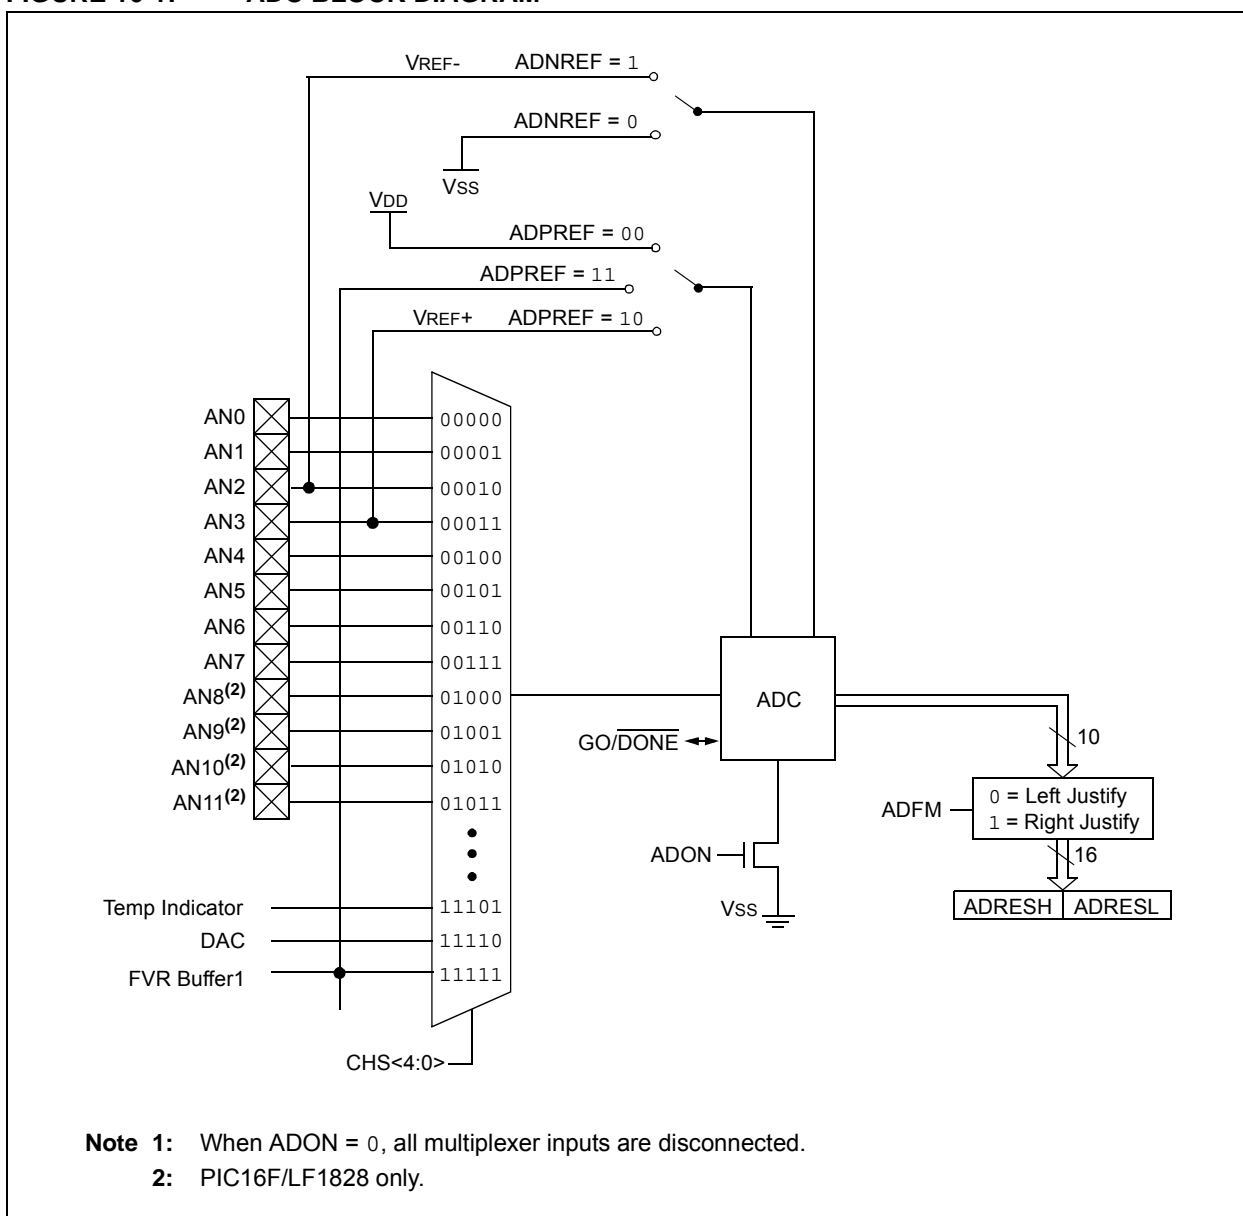 VREF- ADNREF = 1
ADNREF = 0
VSS
VDD
ADPREF = 00
ADPREF = 11
VREF+ ADPREF = 10
AN0 00000
AN1 00001
AN2 00010
AN3 00011
AN4 00100
AN5 00101
AN6 00110
AN7 00111
AN8(2) 01000
AN9(2) 01001
AN10(2) 01010
AN11(2) 01011
ADC
GO/DONE
10
ADFM
0 = Left Justify
1 = Right Justify
16
ADON
VSS
ADRESH ADRESL
Temp Indicator 11101
DAC 11110
FVR Buffer1 11111
CHS<4:0>
Note 1: When ADON = 0, all multiplexer inputs are disconnected.
2: PIC16F/LF1828 only.